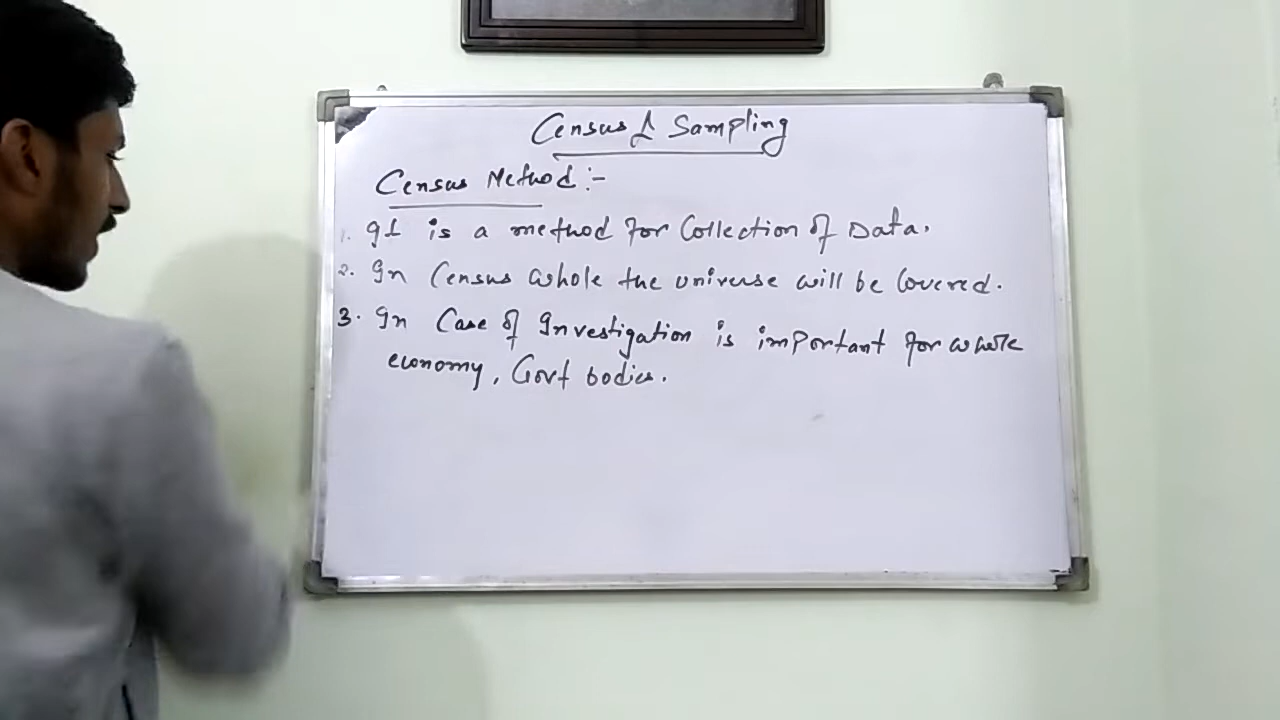 Census & Sampling
Census Method :-
1. It is a method for Collection of Data.
2. In Census whole the universe will be Covered.
3. In Case of Investigation is important for whole
economy, Govt bodies.